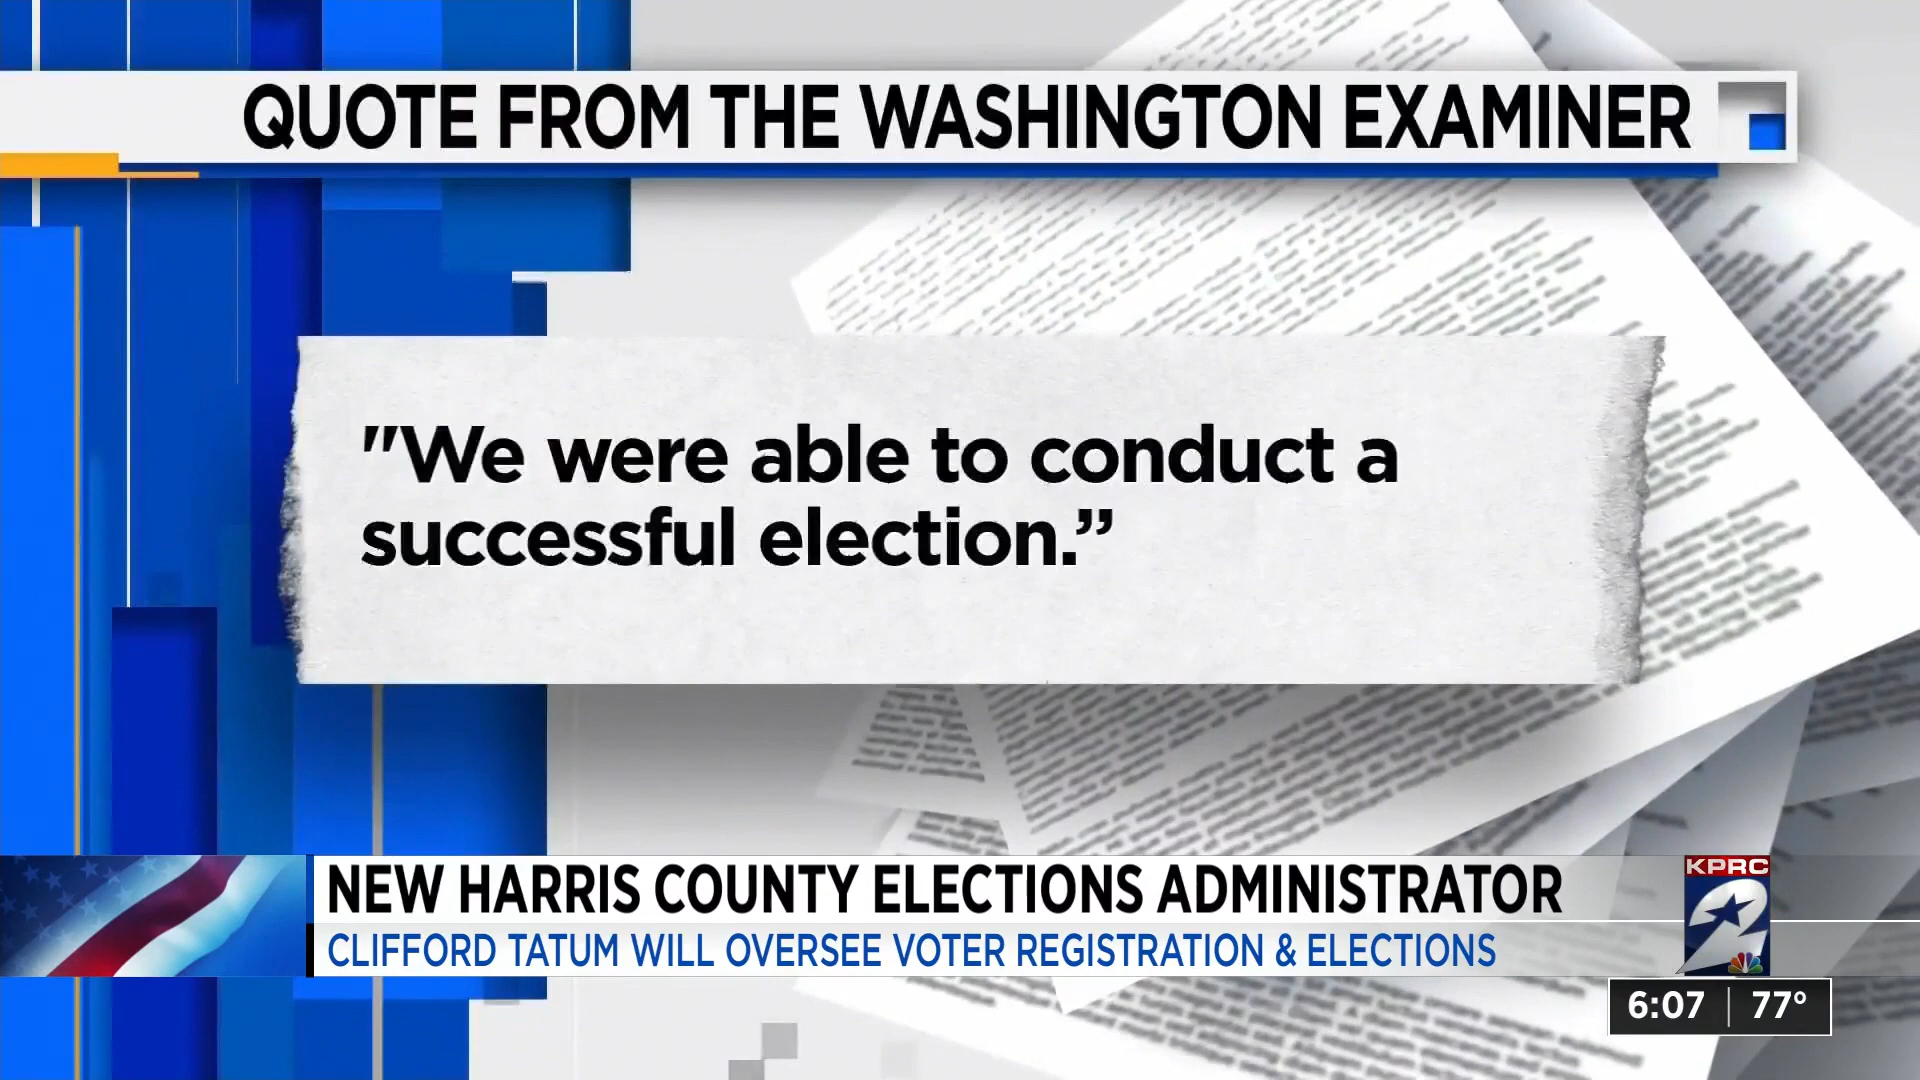 QUOTE FROM THE WASHINGTON EXAMINER
"We were able to conduct a
successful election.”
NEW HARRIS COUNTY ELECTIONS ADMINISTRATOR
CLIFFORD TATUM WILL OVERSEE VOTER REGISTRATION & ELECTIONS
KPRC
2
6:07 | 77°